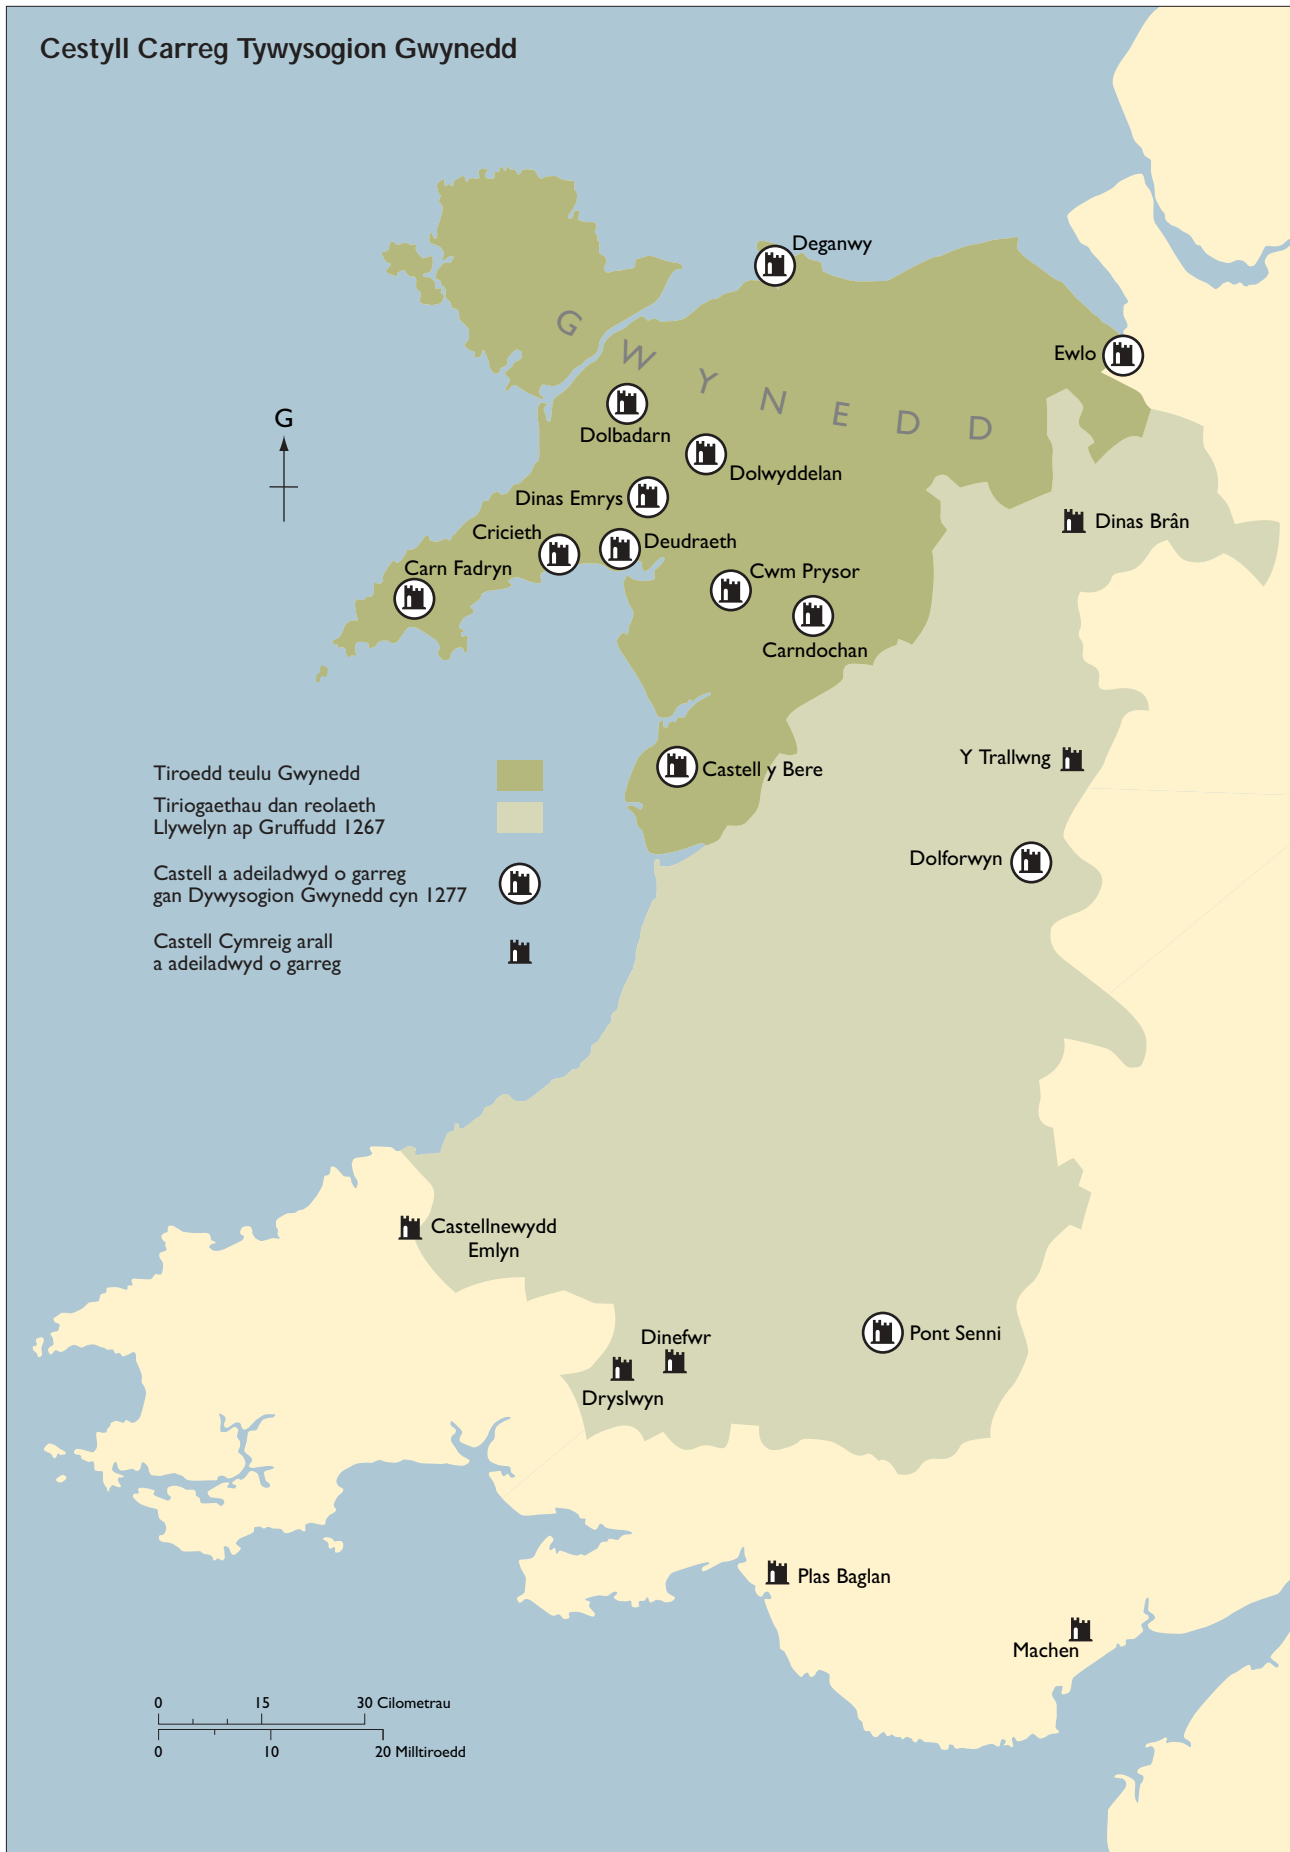 Cestyll Carreg Tywysogion Gwynedd
Deganwy
GWYNEDD
Ewlo
G
Dolbadarn
Dolwyddelan
Dinas Emrys
Dinas Brân
Cricieth
Deudraeth
Carn Fadryn
Cwm Prysor
Carndochan
Y Trallwng
Castell y Bere
Tiroedd teulu Gwynedd
Tiriogaethau dan reolaeth
Llywelyn ap Gruffudd 1267
Castell a adeiladwyd o garreg
gan Dywysogion Gwynedd cyn 1277
Castell Cymreig arall
a adeiladwyd o garreg
Dolforwyn
Castellnewydd
Emlyn
Pont Senni
Dinefwr
Dryslwyn
Plas Baglan
Machen
0 15 30 Cilometrau
0 10 20 Milltiroedd